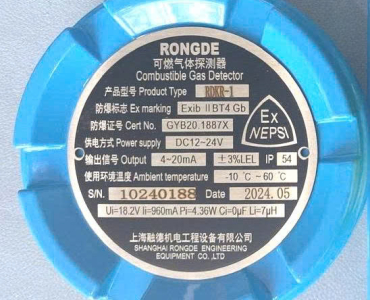 RONGDE
可燃气体探测器
Combustible Gas Detector
产品型号 Product Type RDKR-1
防爆标志 Ex marking Exib ⅡBT4 Gb
防爆证号 Cert No. GYB20.1887X
供电方式 Power supply DC12~24V
输出信号 Output 4~20mA ±3%LEL IP 54
使用环境温度 Ambient temperature -10 ℃~ 60℃
S/N. 10240188 Date 2024.05
Ui=18.2V Ii=960mA Pi=4.36W Ci=0μF Li=7μH
上海融德机电工程设备有限公司
SHANGHAI RONGDE ENGINEERING
EQUIPMENT CO., LTD
Ex
NEPSI